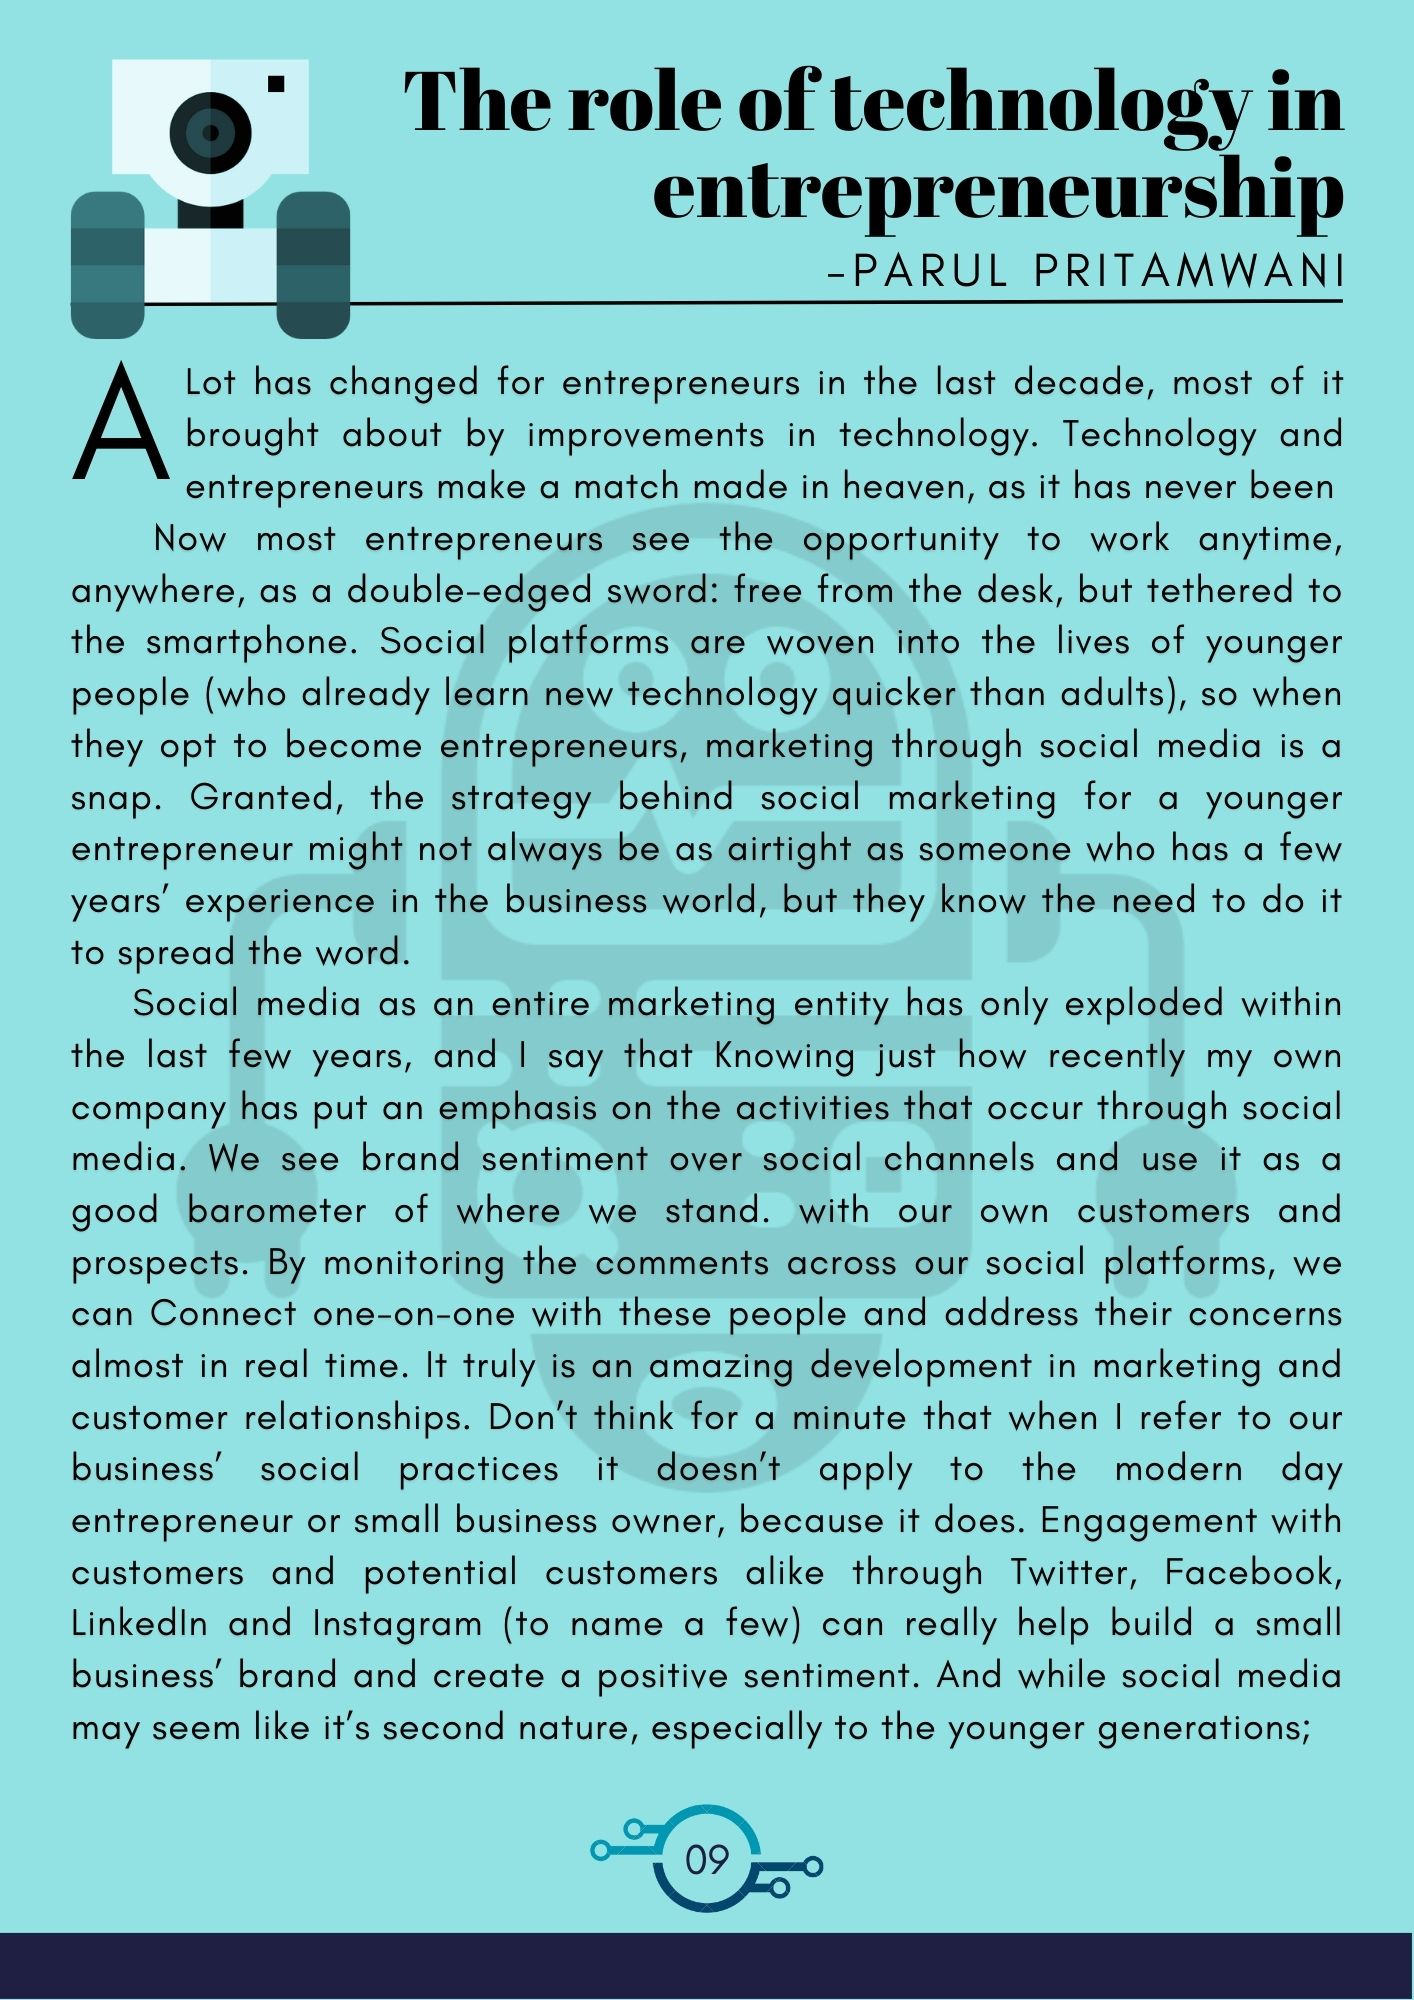 The role of technology in
entrepreneurship
-PARUL PRITAMWANI
A Lot has changed for entrepreneurs in the last decade, most of it
brought about by improvements in technology. Technology and
entrepreneurs make a match made in heaven, as it has never been
Now most entrepreneurs see the opportunity to work anytime,
anywhere, as a double-edged sword: free from the desk, but tethered to
the smartphone. Social platforms are woven into the lives of younger
people (who already learn new technology quicker than adults), so when
they opt to become entrepreneurs, marketing through social media is a
snap. Granted, the strategy behind social marketing for a younger
entrepreneur might not always be as airtight as someone who has a few
years’ experience in the business world, but they know the need to do it
to spread the word.
Social media as an entire marketing entity has only exploded within
the last few years, and I say that Knowing just how recently my own
company has put an emphasis on the activities that occur through social
media. We see brand sentiment over social channels and use it as a
good barometer of where we stand. with our own customers and
prospects. By monitoring the comments across our social platforms, we
can Connect one-on-one with these people and address their concerns
almost in real time. It truly is an amazing development in marketing and
customer relationships. Don’t think for a minute that when I refer to our
business’ social practices it doesn’t apply to the modern day
entrepreneur or small business owner, because it does. Engagement with
customers and potential customers alike through Twitter, Facebook,
LinkedIn and Instagram (to name a few) can really help build a small
business’ brand and create a positive sentiment. And while social media
may seem like it’s second nature, especially to the younger generations;
09